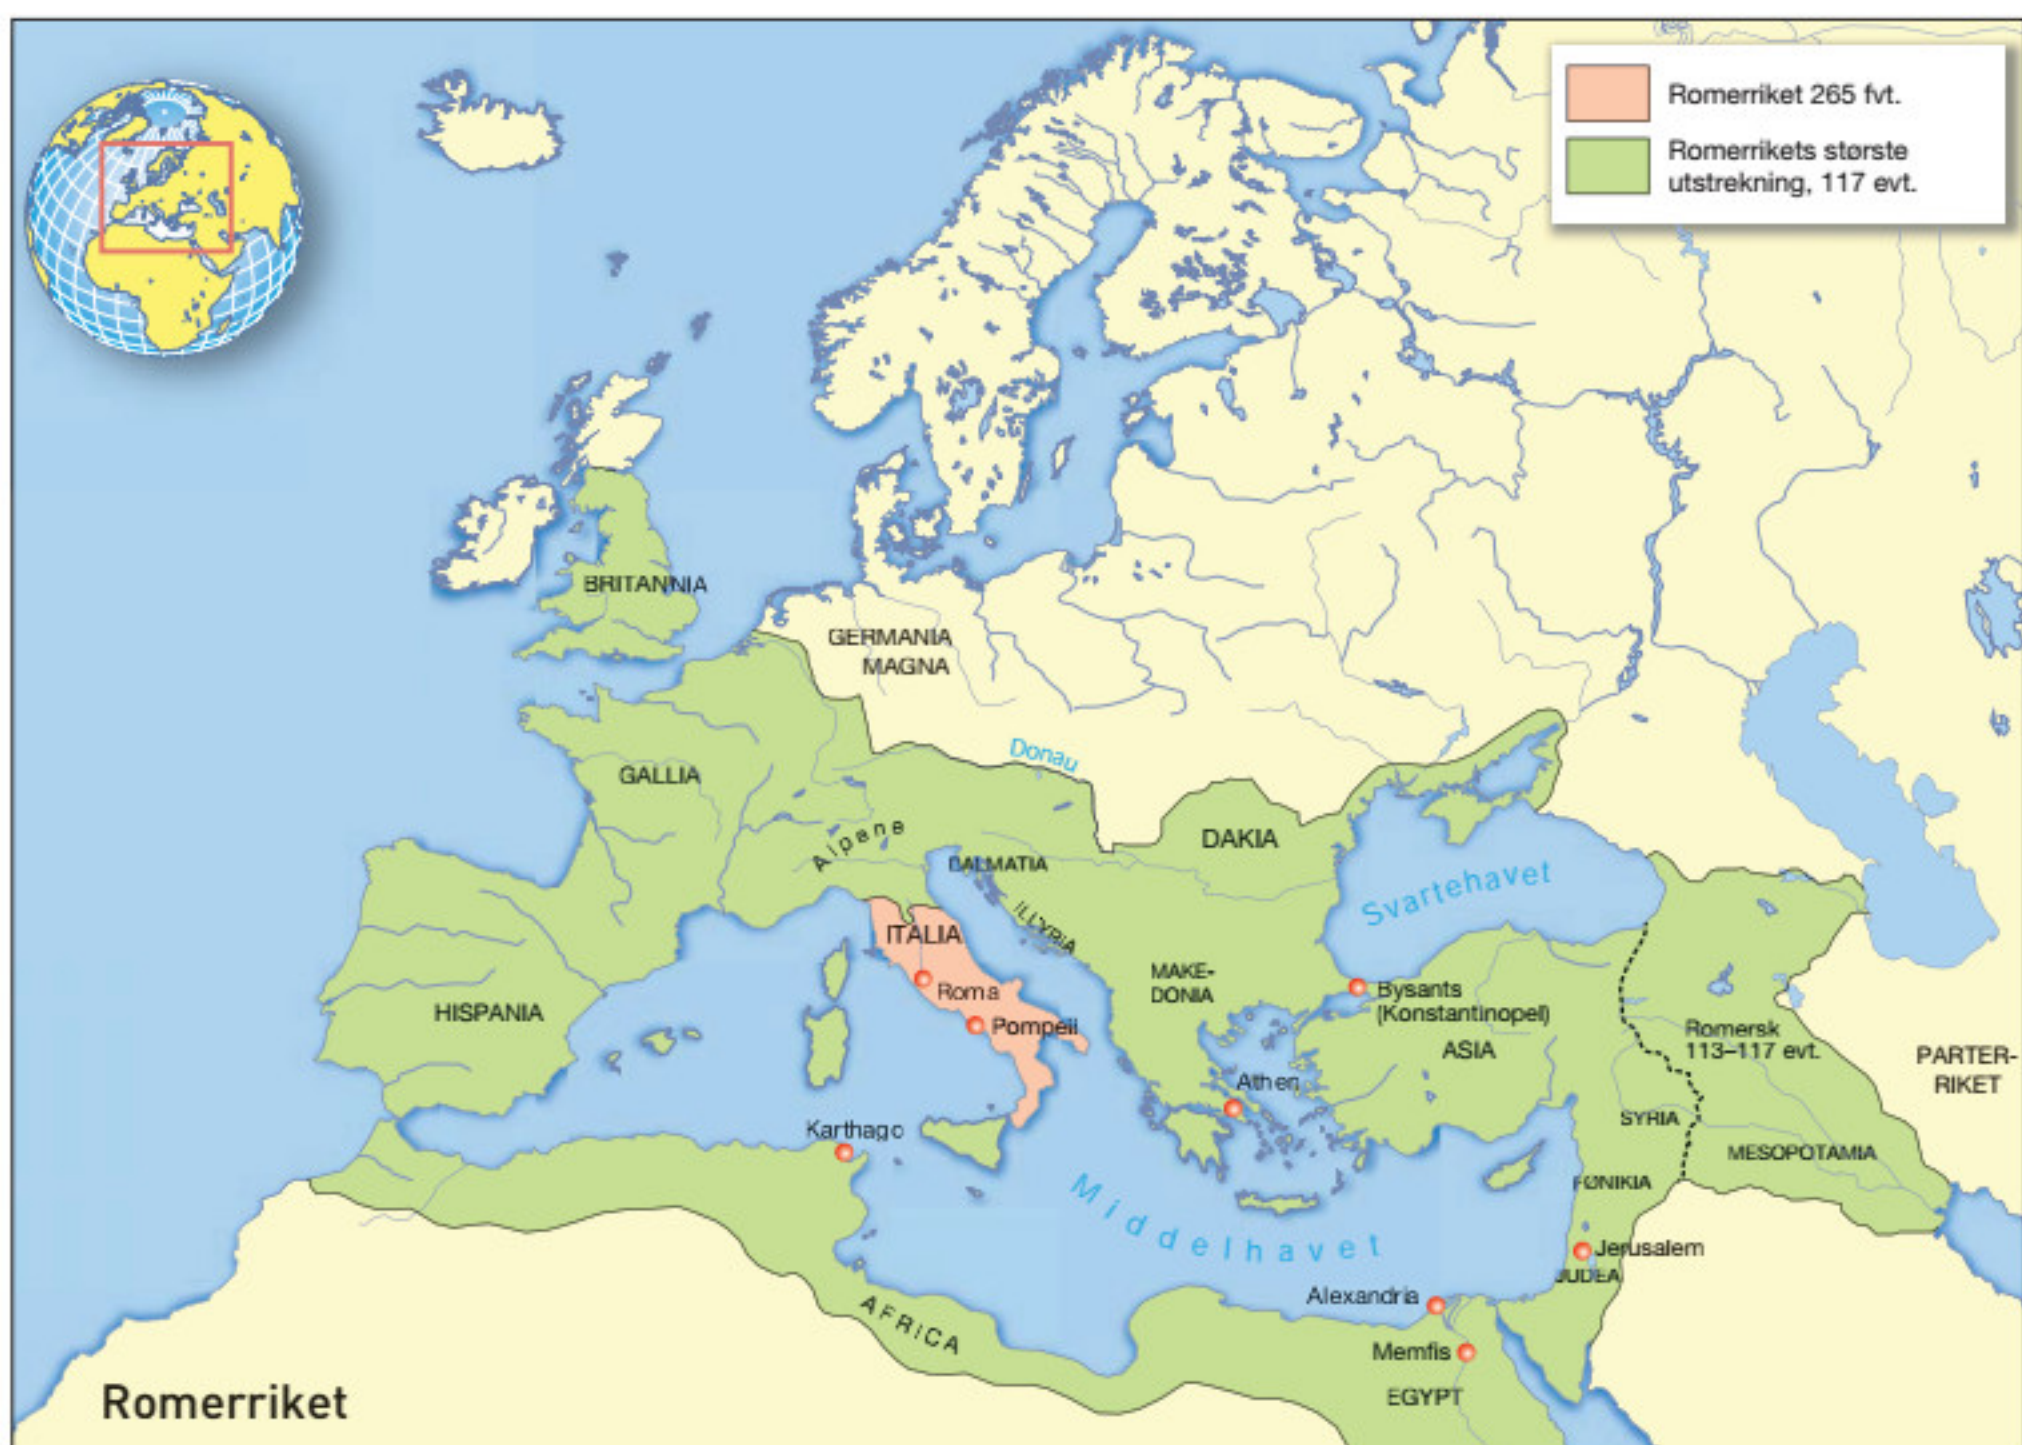 Romerriket 265 fvt.
Romerrikets største
utstrekning, 117 evt.
BRITANNIA
GERMANIA
MAGNA
Donau
GALLIA
Alpene
DALMATIA
DAKIA
Svartehavet
ILLYRIA
ITALIA
Roma
Pompeii
MAKE-
DONIA
Bysants
(Konstantinopel)
ASIA
Romersk
113–117 evt.
PARTER-
RIKET
HISPANIA
Athen
Karthago
SYRIA
MESOPOTAMIA
FØNIKIA
Middelhavet
Jerusalem
JUDEA
Alexandria
AFRICA
Memfis
EGYPT
Romerriket